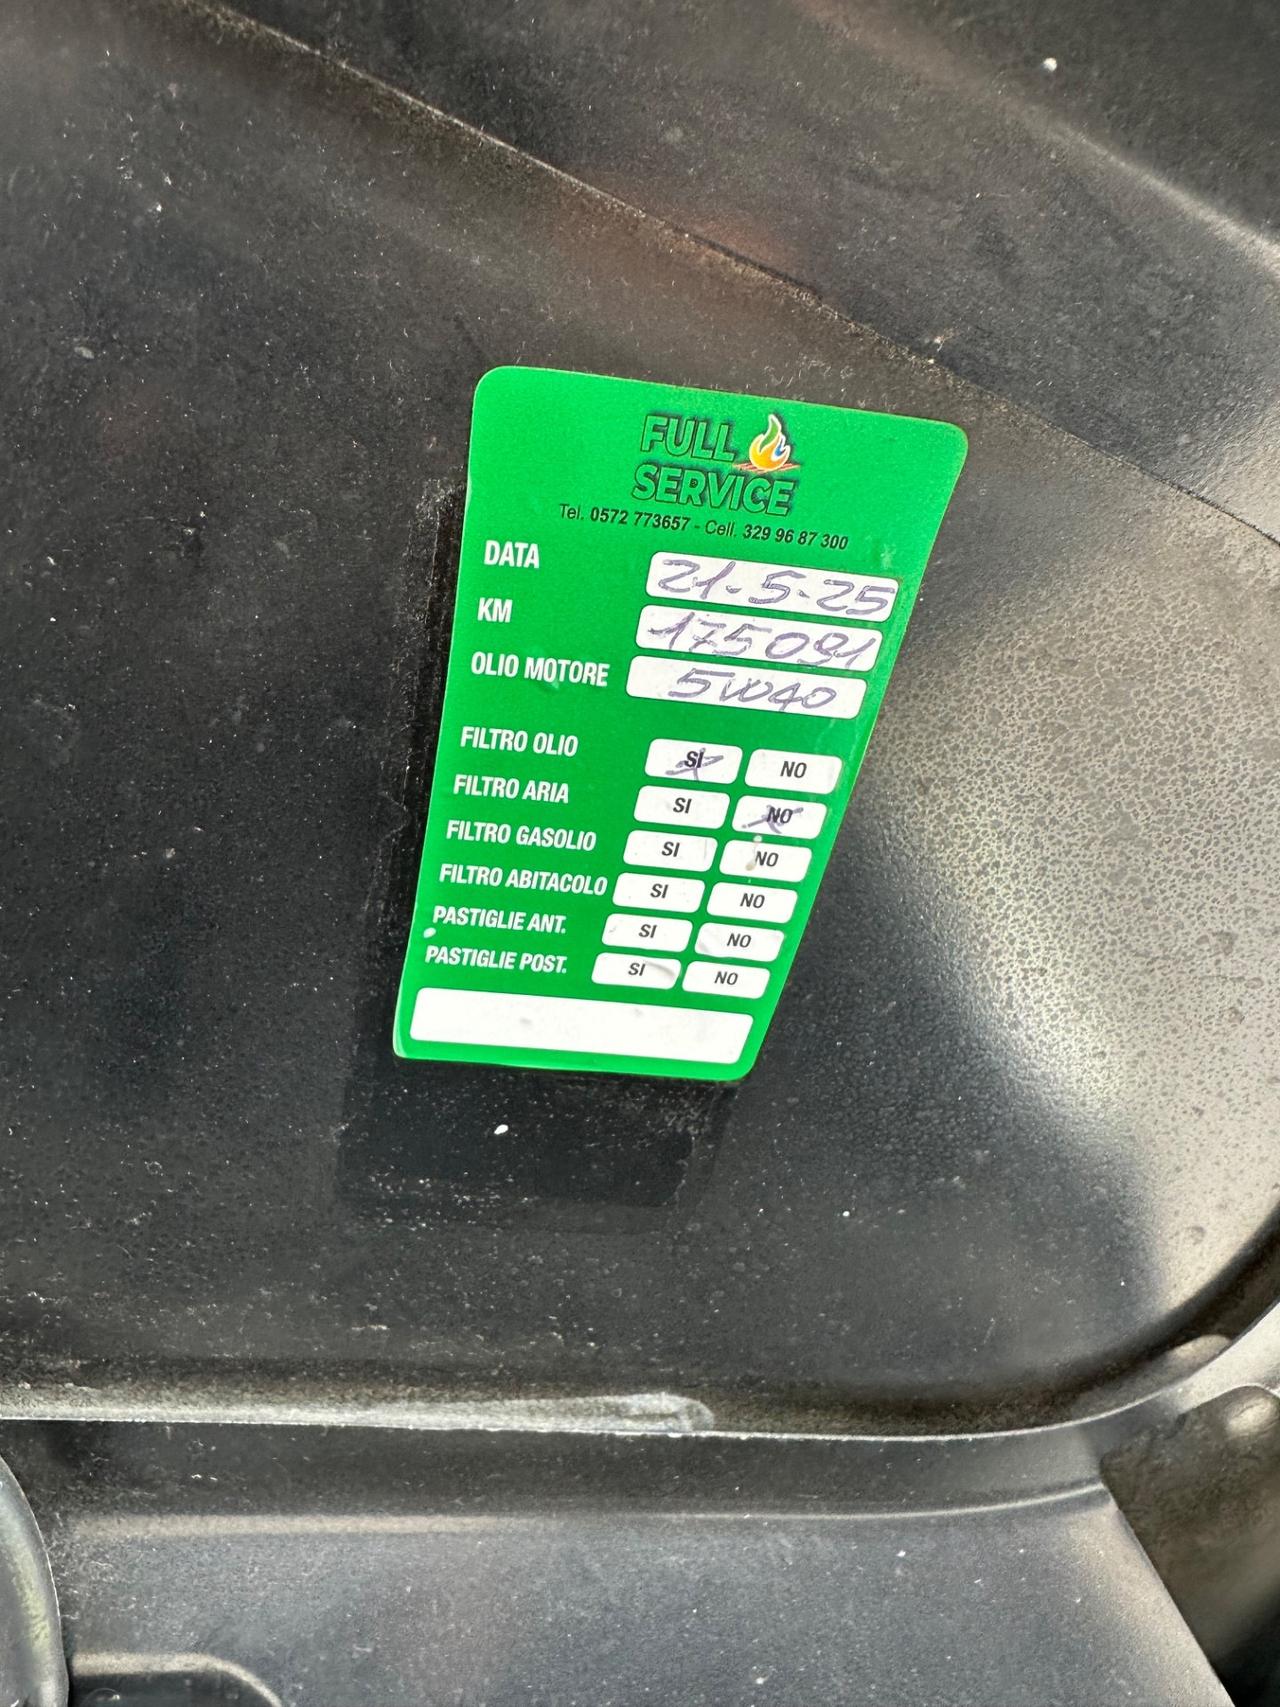 FULL
SERVICE
Tel. 0572 773657 - Cell. 329 96 87 300
DATA 21-5-25
KM 175091
OLIO MOTORE 5W40
FILTRO OLIO SI NO
FILTRO ARIA SI NO
FILTRO GASOLIO SI NO
FILTRO ABITACOLO SI NO
PASTIGLIE ANT. SI NO
PASTIGLIE POST. SI NO